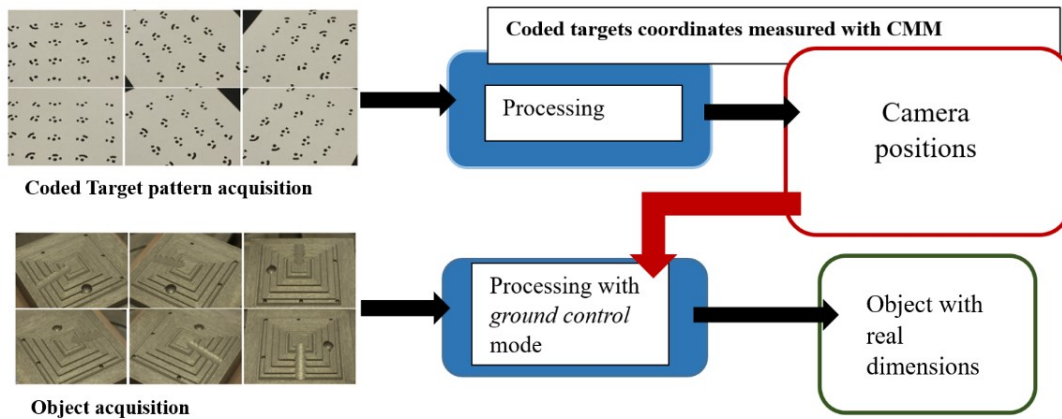 Coded targets coordinates measured with CMM
Processing
Camera
positions
Coded Target pattern acquisition
Processing with
ground control
mode
Object with
real
dimensions
Object acquisition